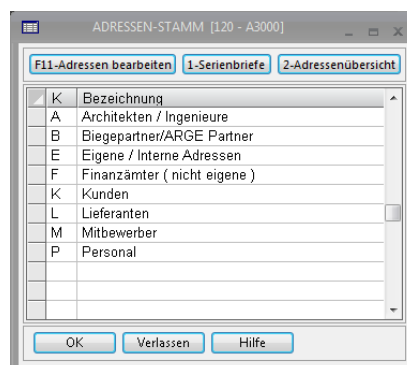 ADRESSEN-STAMM [120 - A3000]
F11-Adressen bearbeiten 1-Serienbriefe 2-Adressenübersicht
K Bezeichnung
A Architekten / Ingenieure
B Biegepartner/ARGE Partner
E Eigene / Interne Adressen
F Finanzämter ( nicht eigene )
K Kunden
L Lieferanten
M Mitbewerber
P Personal
OK Verlassen Hilfe